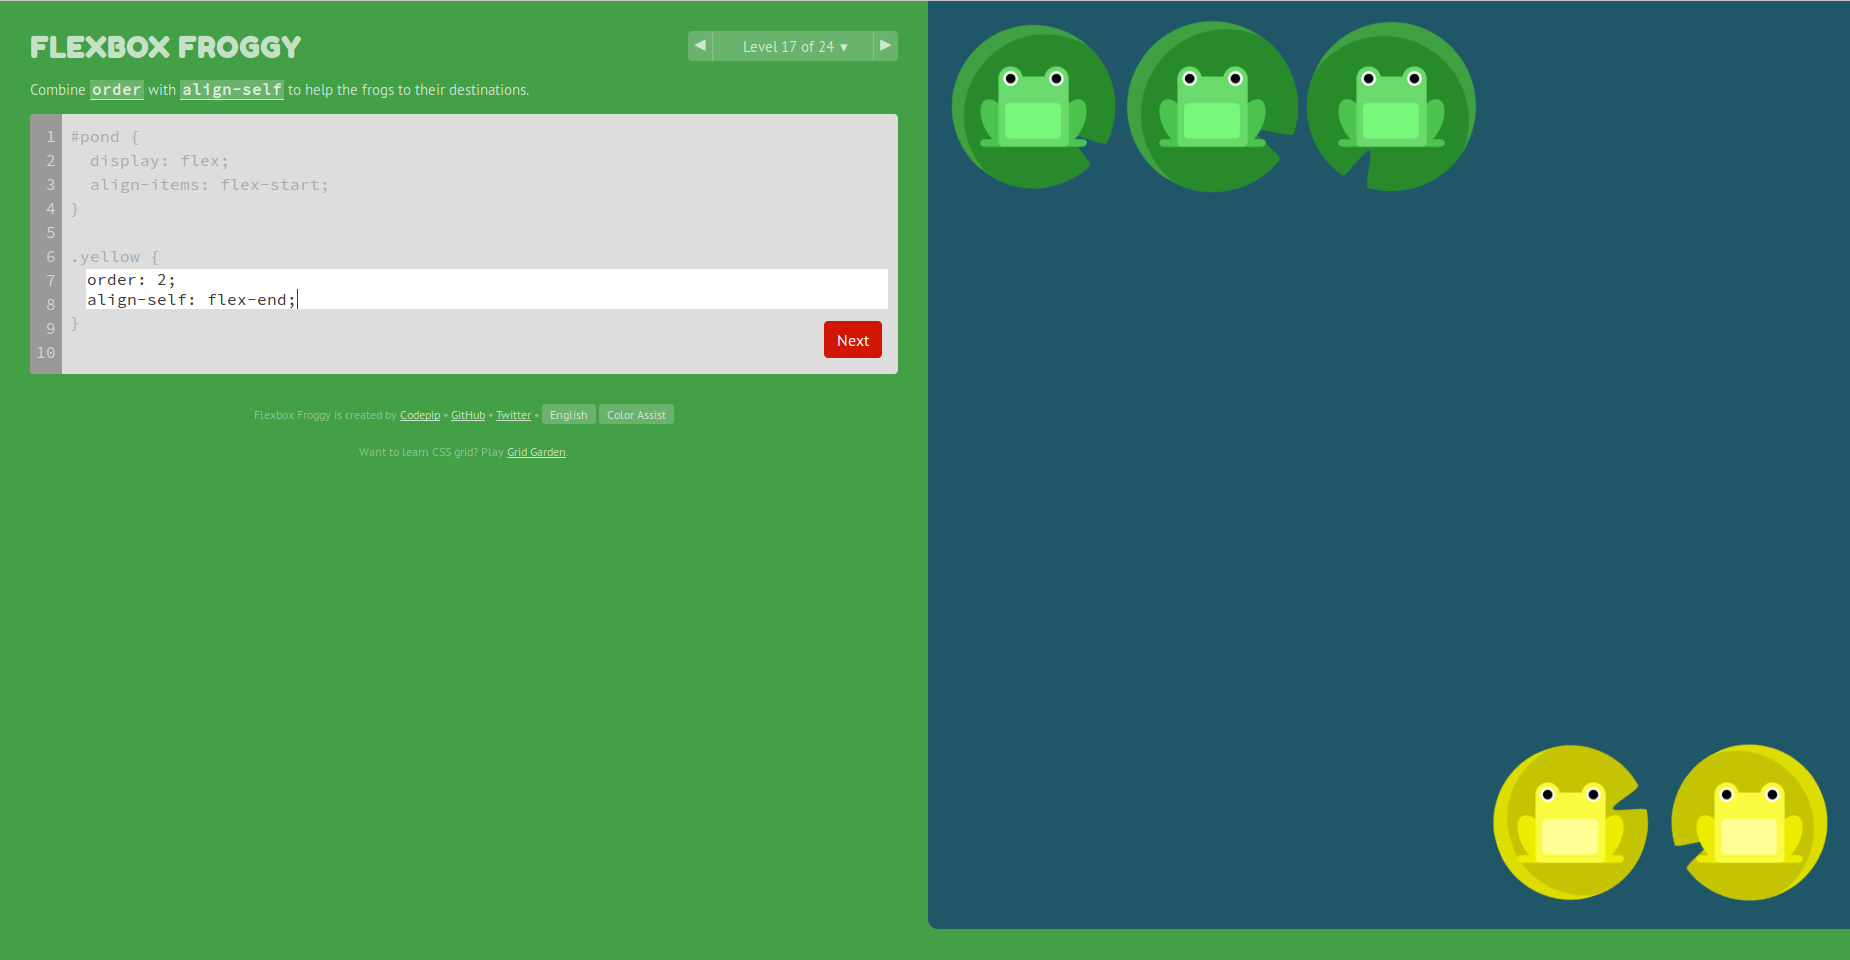 FLEXBOX FROGGY
◀ Level 17 of 24 ▾ ▶
Combine order with align-self to help the frogs to their destinations.
1 #pond {
2   display: flex;
3   align-items: flex-start;
4 }
5
6 .yellow {
7   order: 2;
8   align-self: flex-end;
9 }
10
Next
Flexbox Froggy is created by Codepip • GitHub • Twitter • English Color Assist
Want to learn CSS grid? Play Grid Garden.